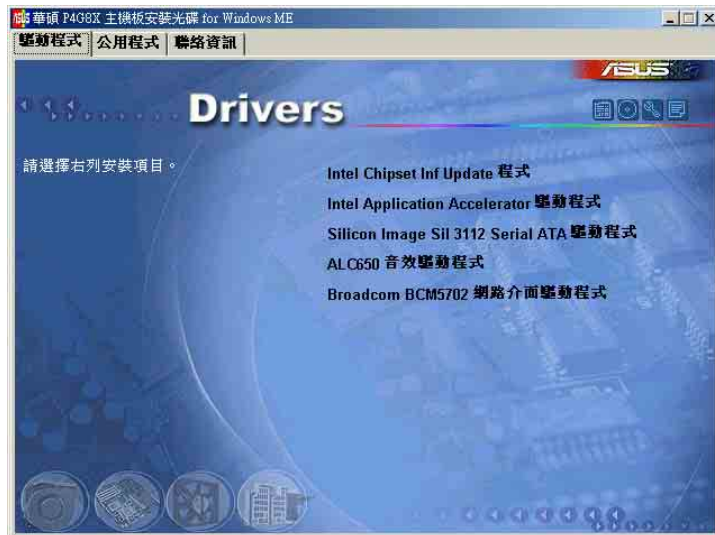 華碩 P4G8X 主機板安裝光碟 for Windows ME
驅動程式 公用程式 聯絡資訊
ASUS
Drivers
請選擇右列安裝項目。
Intel Chipset Inf Update 程式
Intel Application Accelerator 驅動程式
Silicon Image Sil 3112 Serial ATA 驅動程式
ALC650 音效驅動程式
Broadcom BCM5702 網路介面驅動程式